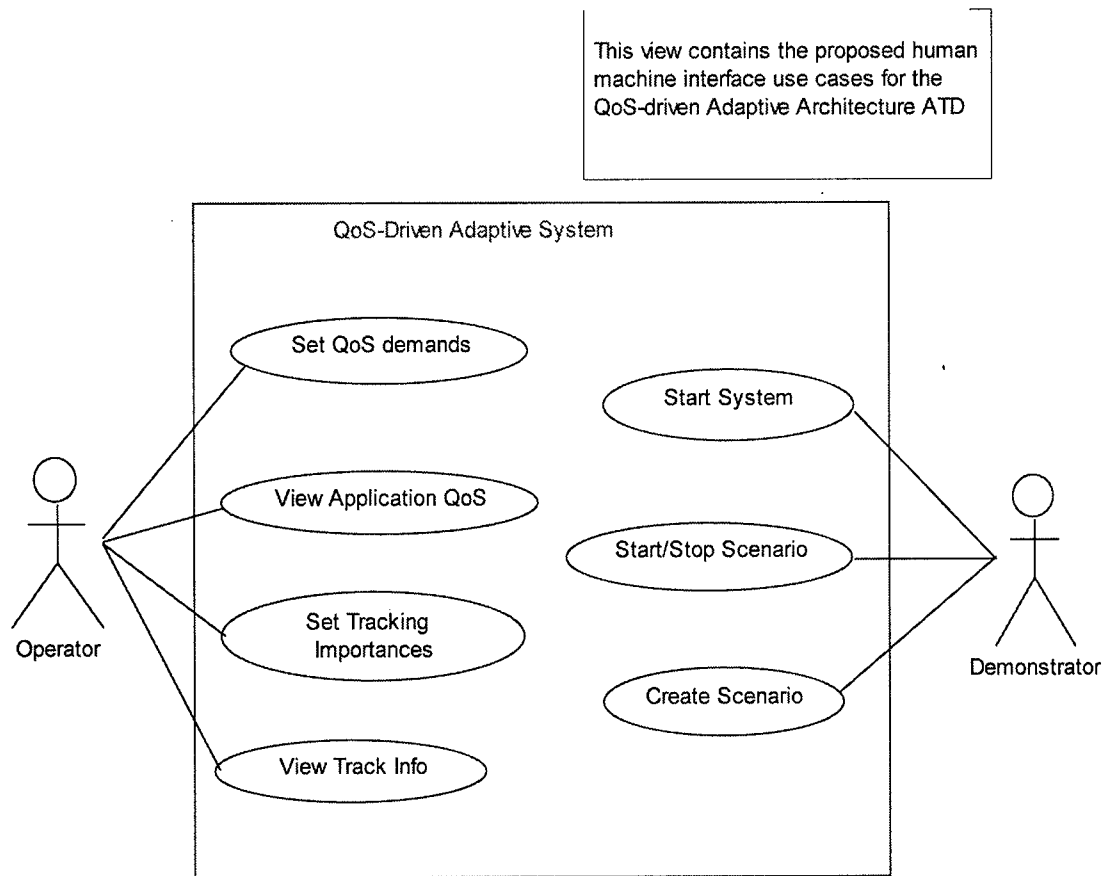 This view contains the proposed human
machine interface use cases for the
QoS-driven Adaptive Architecture ATD
QoS-Driven Adaptive System
Set QoS demands
Start System
View Application QoS
Start/Stop Scenario
Set Tracking
Importances
Operator
Demonstrator
Create Scenario
View Track Info